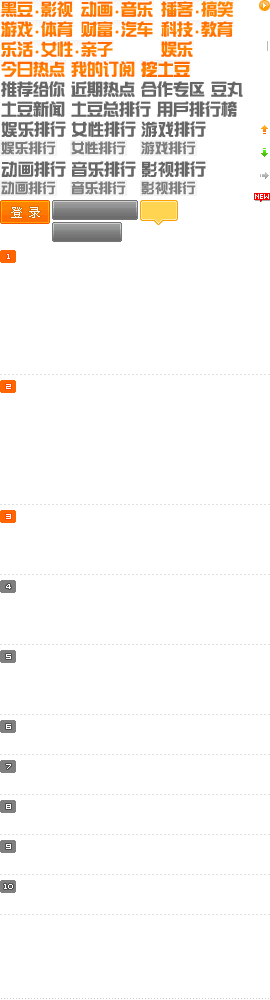 黑豆·影视 动画·音乐 播客·搞笑
游戏·体育 财富·汽车 科技·教育
乐活·女性·亲子 娱乐
今日热点 我的订阅 挖土豆
推荐给你 近期热点 合作专区 豆丸
土豆新闻 土豆总排行 用户排行榜
娱乐排行 女性排行 游戏排行
娱乐排行 女性排行 游戏排行
动画排行 音乐排行 影视排行
动画排行 音乐排行 影视排行
NEW
登录
1
2
3
4
5
6
7
8
9
10